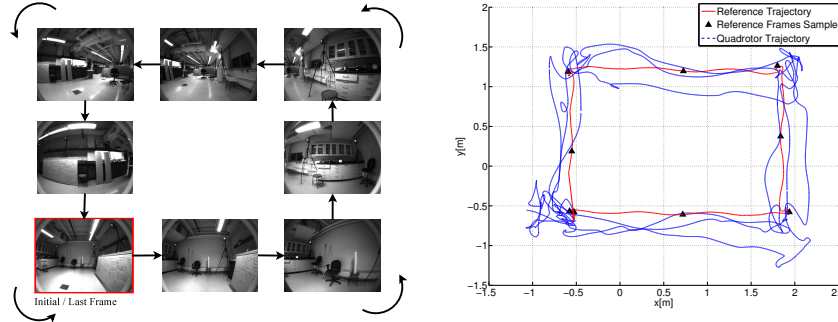 Initial / Last Frame
Reference Trajectory
Reference Frames Sample
Quadrotor Trajectory
2
1.5
1
0.5
0
−0.5
−1
−1.5
y[m]
−1.5 −1 −0.5 0 0.5 1 1.5 2 2
x[m]